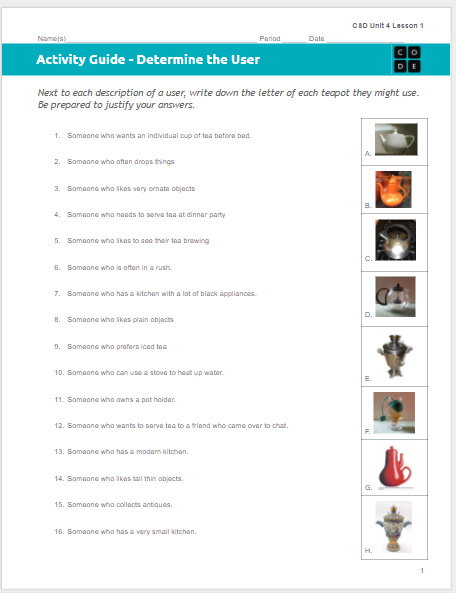 CSD Unit 4 Lesson 1
Name(s) Period Date
Activity Guide - Determine the User
C O
D E
Next to each description of a user, write down the letter of each teapot they might use.
Be prepared to justify your answers.
1. Someone who wants an individual cup of tea before bed.
2. Someone who often drops things
3. Someone who likes very ornate objects
4. Someone who needs to serve tea at dinner party
5. Someone who likes to see their tea brewing
6. Someone who is often in a rush.
7. Someone who has a kitchen with a lot of black appliances.
8. Someone who likes plain objects
9. Someone who prefers iced tea
10. Someone who can use a stove to heat up water.
11. Someone who owns a pot holder.
12. Someone who wants to serve tea to a friend who came over to chat.
13. Someone who has a modern kitchen.
14. Someone who likes tall thin objects.
15. Someone who collects antiques.
16. Someone who has a very small kitchen.
A.
B.
C.
D.
E.
F.
G.
H.
1